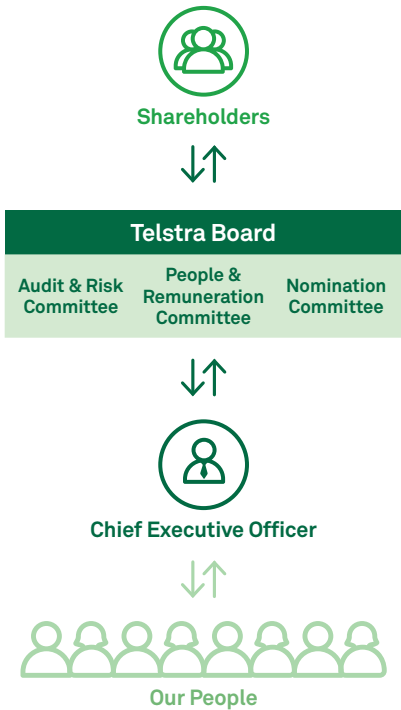 Shareholders
Telstra Board
Audit & Risk
Committee
People &
Remuneration
Committee
Nomination
Committee
Chief Executive Officer
Our People